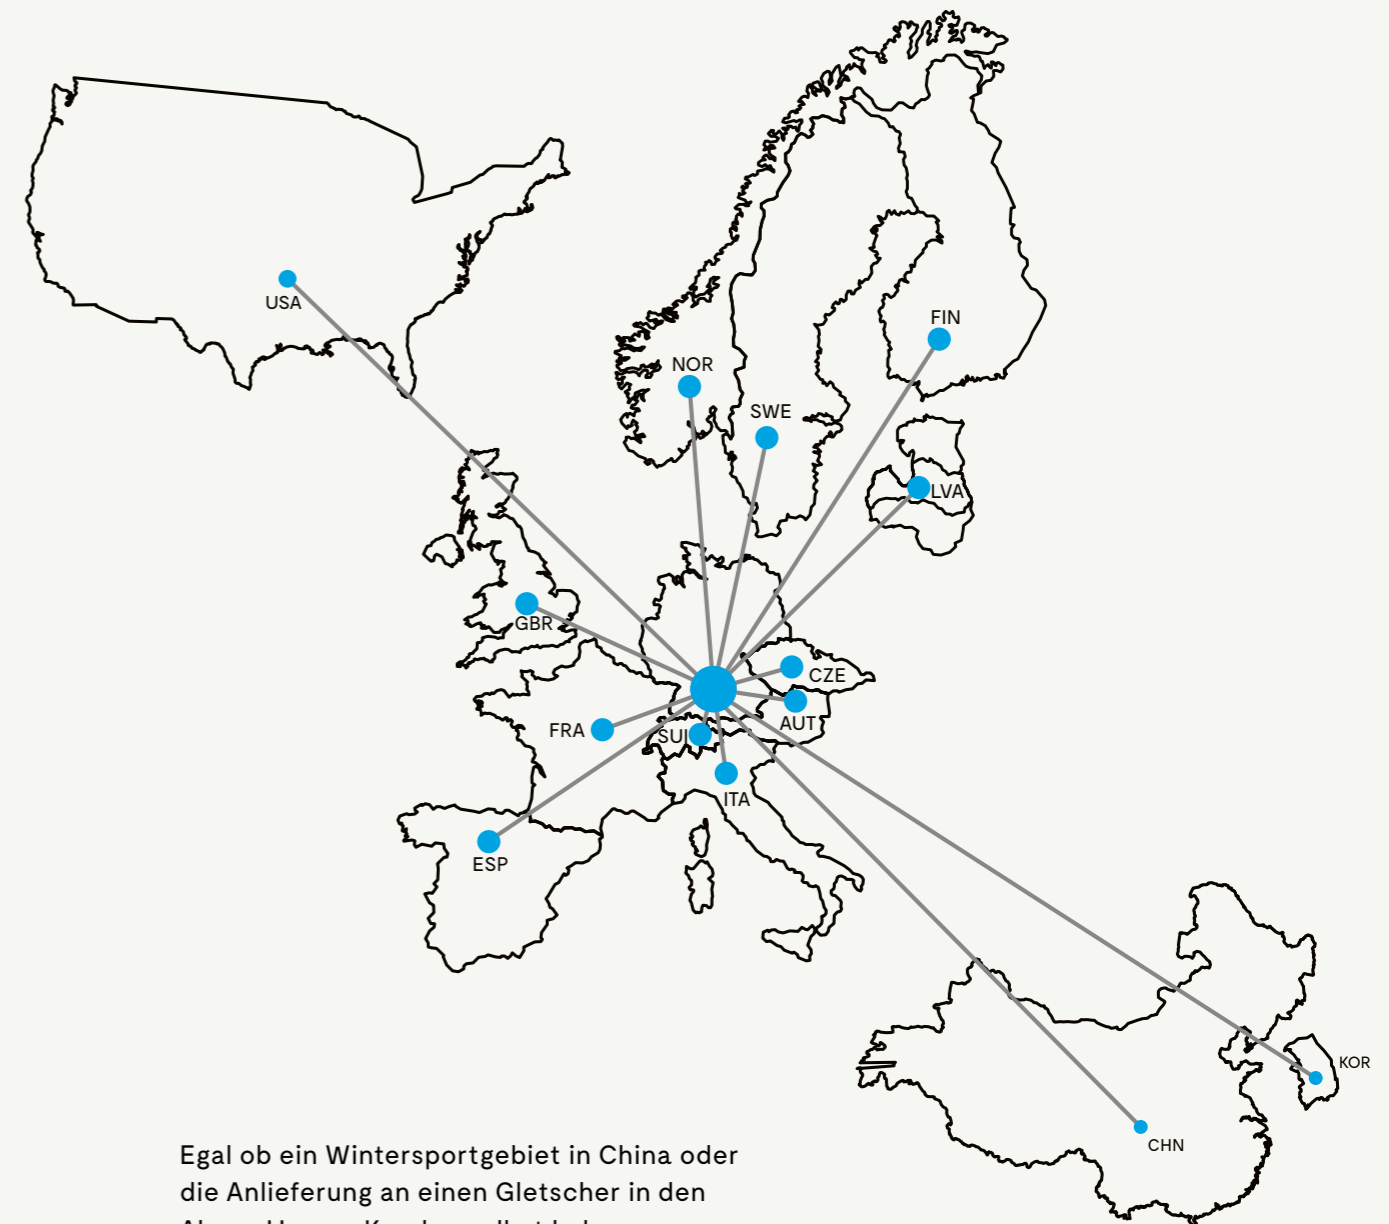 USA
FIN
NOR
SWE
LVA
GBR
CZE
AUT
FRA
SUI
ITA
ESP
KOR
CHN
Egal ob ein Wintersportgebiet in China oder
die Anlieferung an einen Gletscher in den